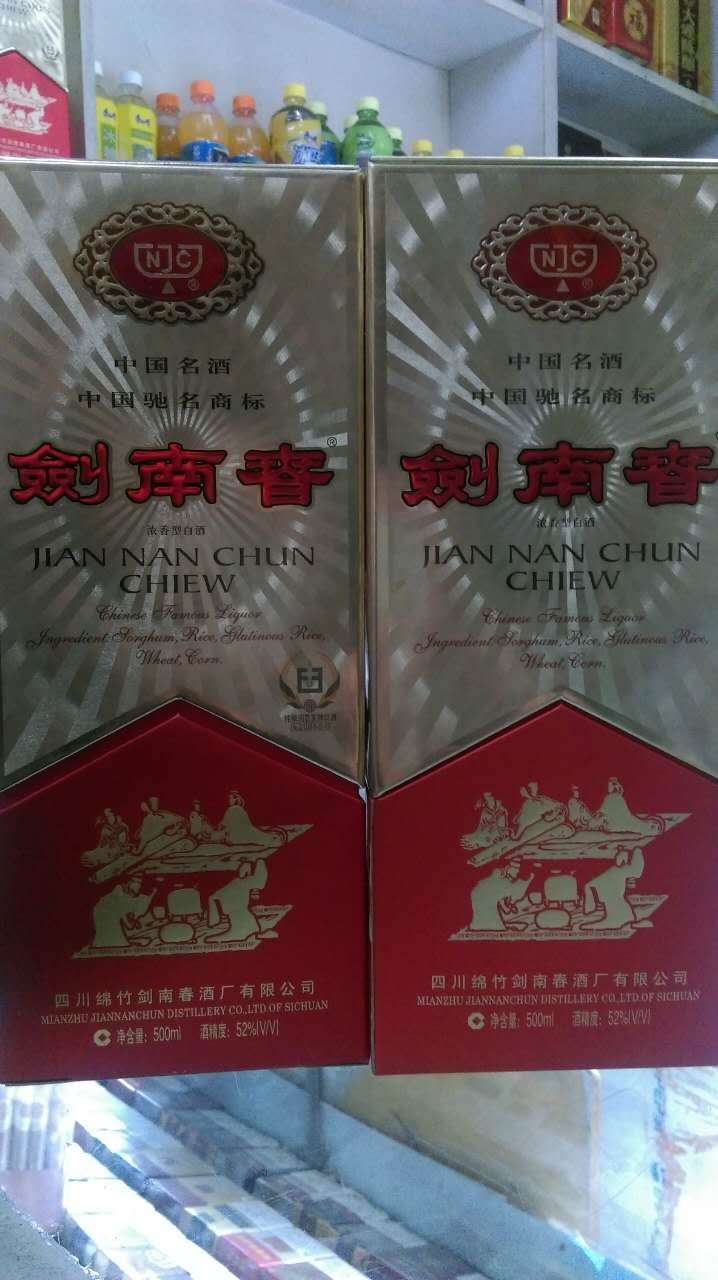 NJC
®
中国名酒
中国驰名商标
劍南春®
浓香型白酒
JIAN NAN CHUN
CHIEW
Chinese Famous Liquor
Ingredient:Sorghum, Rice, Glutinous Rice,
Wheat, Corn.
四川绵竹剑南春酒厂有限公司
MIANZHU JIANNANCHUN DISTILLERY CO.,LTD.OF SICHUAN
净含量: 500ml 酒精度: 52%(V/V)
NJC
®
中国名酒
中国驰名商标
劍南春
浓香型白酒
JIAN NAN CHUN
CHIEW
Chinese Famous Liquor
Ingredient:Sorghum, Rice, Glutinous Rice,
Wheat, Corn.
四川绵竹剑南春酒厂有限公司
MIANZHU JIANNANCHUN DISTILLERY CO.,LTD.OF SICHUAN
净含量: 500ml 酒精度: 52%(V/V)